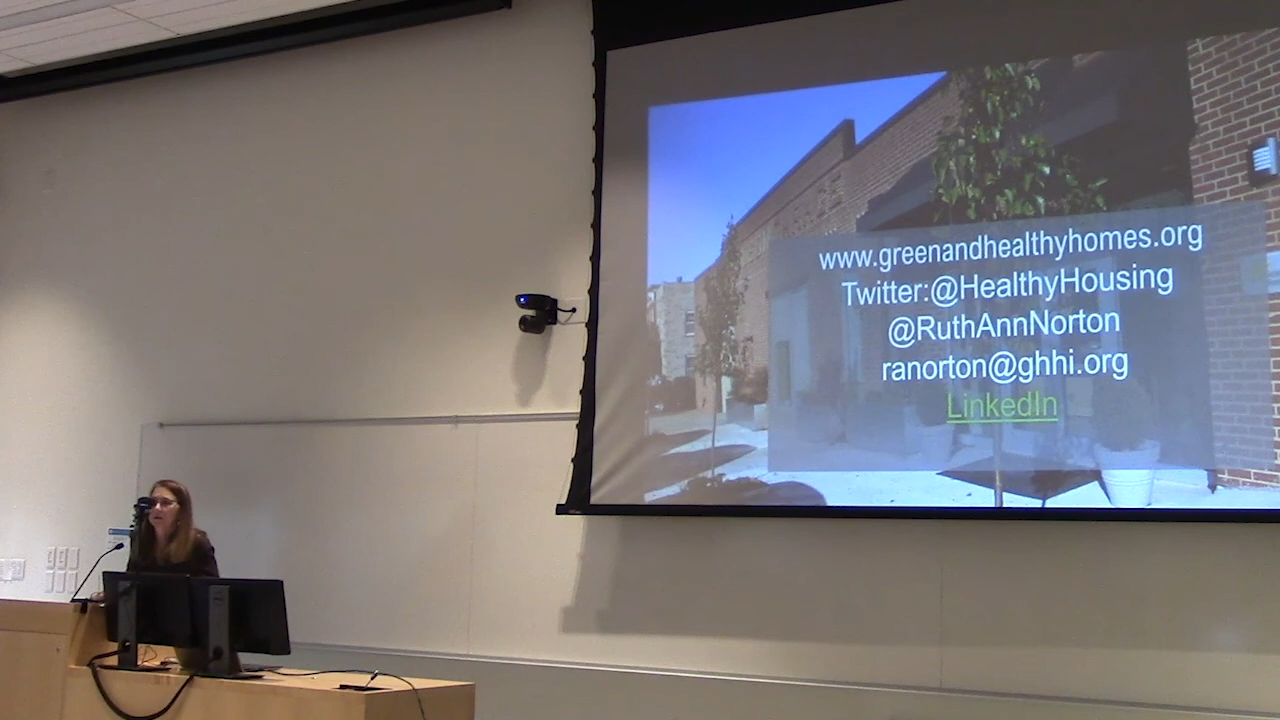 www.greenandhealthyhomes.org
Twitter:@HealthyHousing
@RuthAnnNorton
ranorton@ghhi.org
LinkedIn